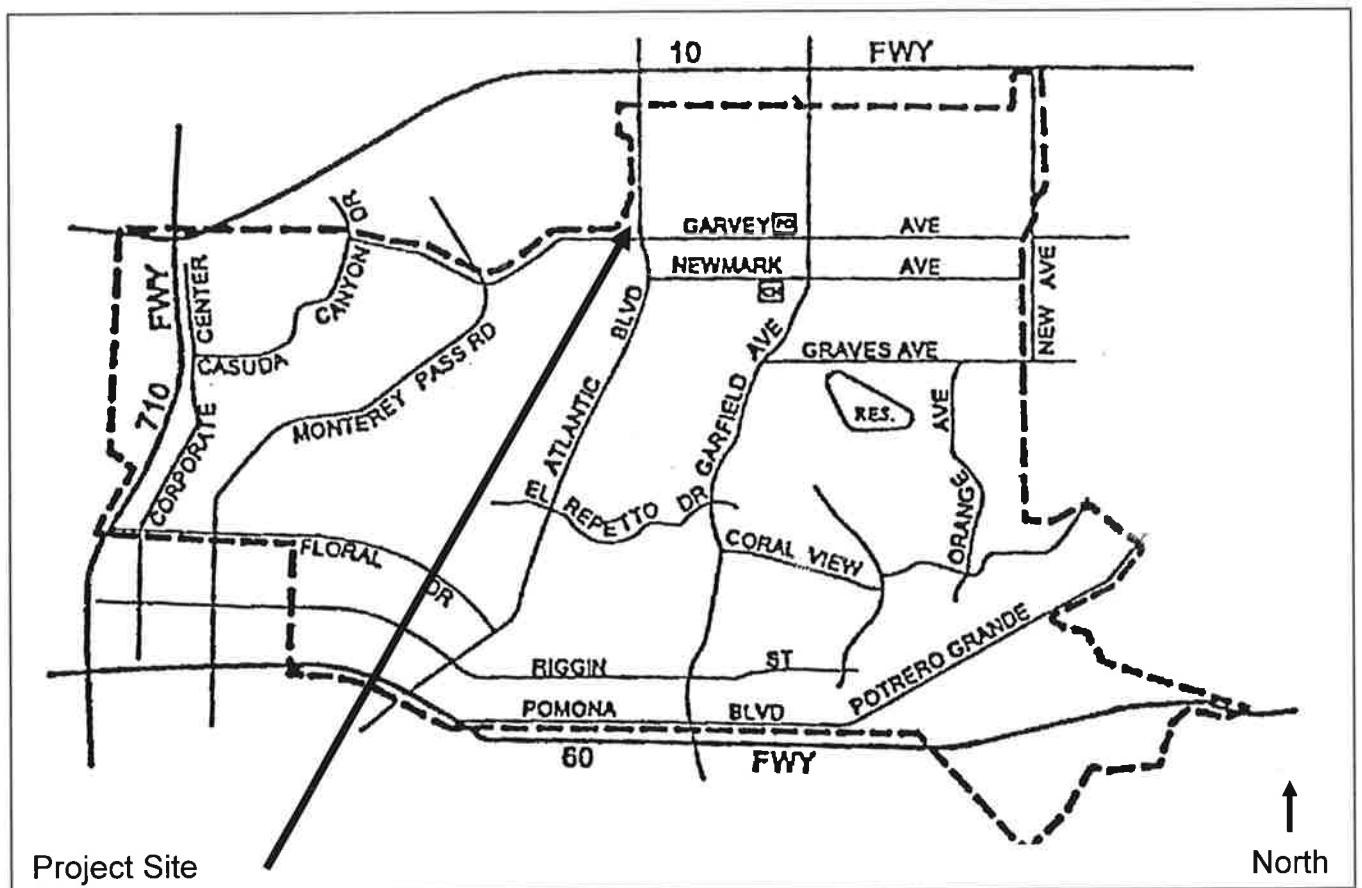 10 FWY
GARVEY AVE
NEWMARK AVE
CANYON DR.
FWY
710
CORPORATE CENTER
CASUDA
MONTEREY PASS RD
ATLANTIC BLVD
GARFIELD AVE
GRAVES AVE
NEW AVE
RES.
ORANGE AVE
EL REPETTO DR
CORAL VIEW
FLORAL DR
RIGGIN ST
POTRERO GRANDE
POMONA BLVD
60 FWY
Project Site
North